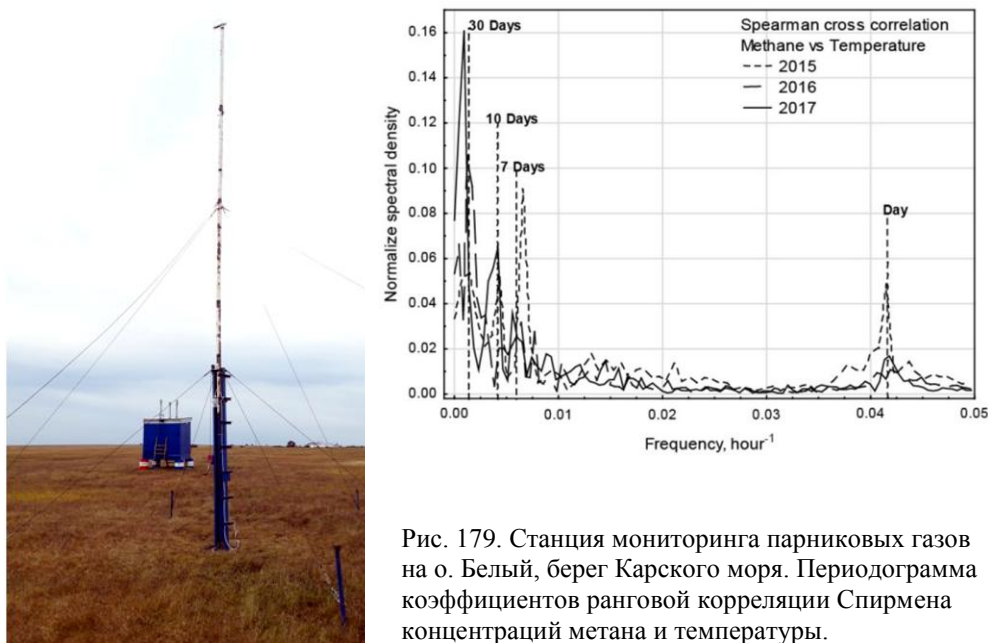 Spearman cross correlation
Methane vs Temperature
2015
2016
2017
30 Days
10 Days
7 Days
Day
Normalize spectral density
0.16
0.14
0.12
0.10
0.08
0.06
0.04
0.02
0.00
0.00 0.01 0.02 0.03 0.04 0.05
Frequency, hour⁻¹
Рис. 179. Станция мониторинга парниковых газов
на о. Белый, берег Карского моря. Периодограмма
коэффициентов ранговой корреляции Спирмена
концентраций метана и температуры.